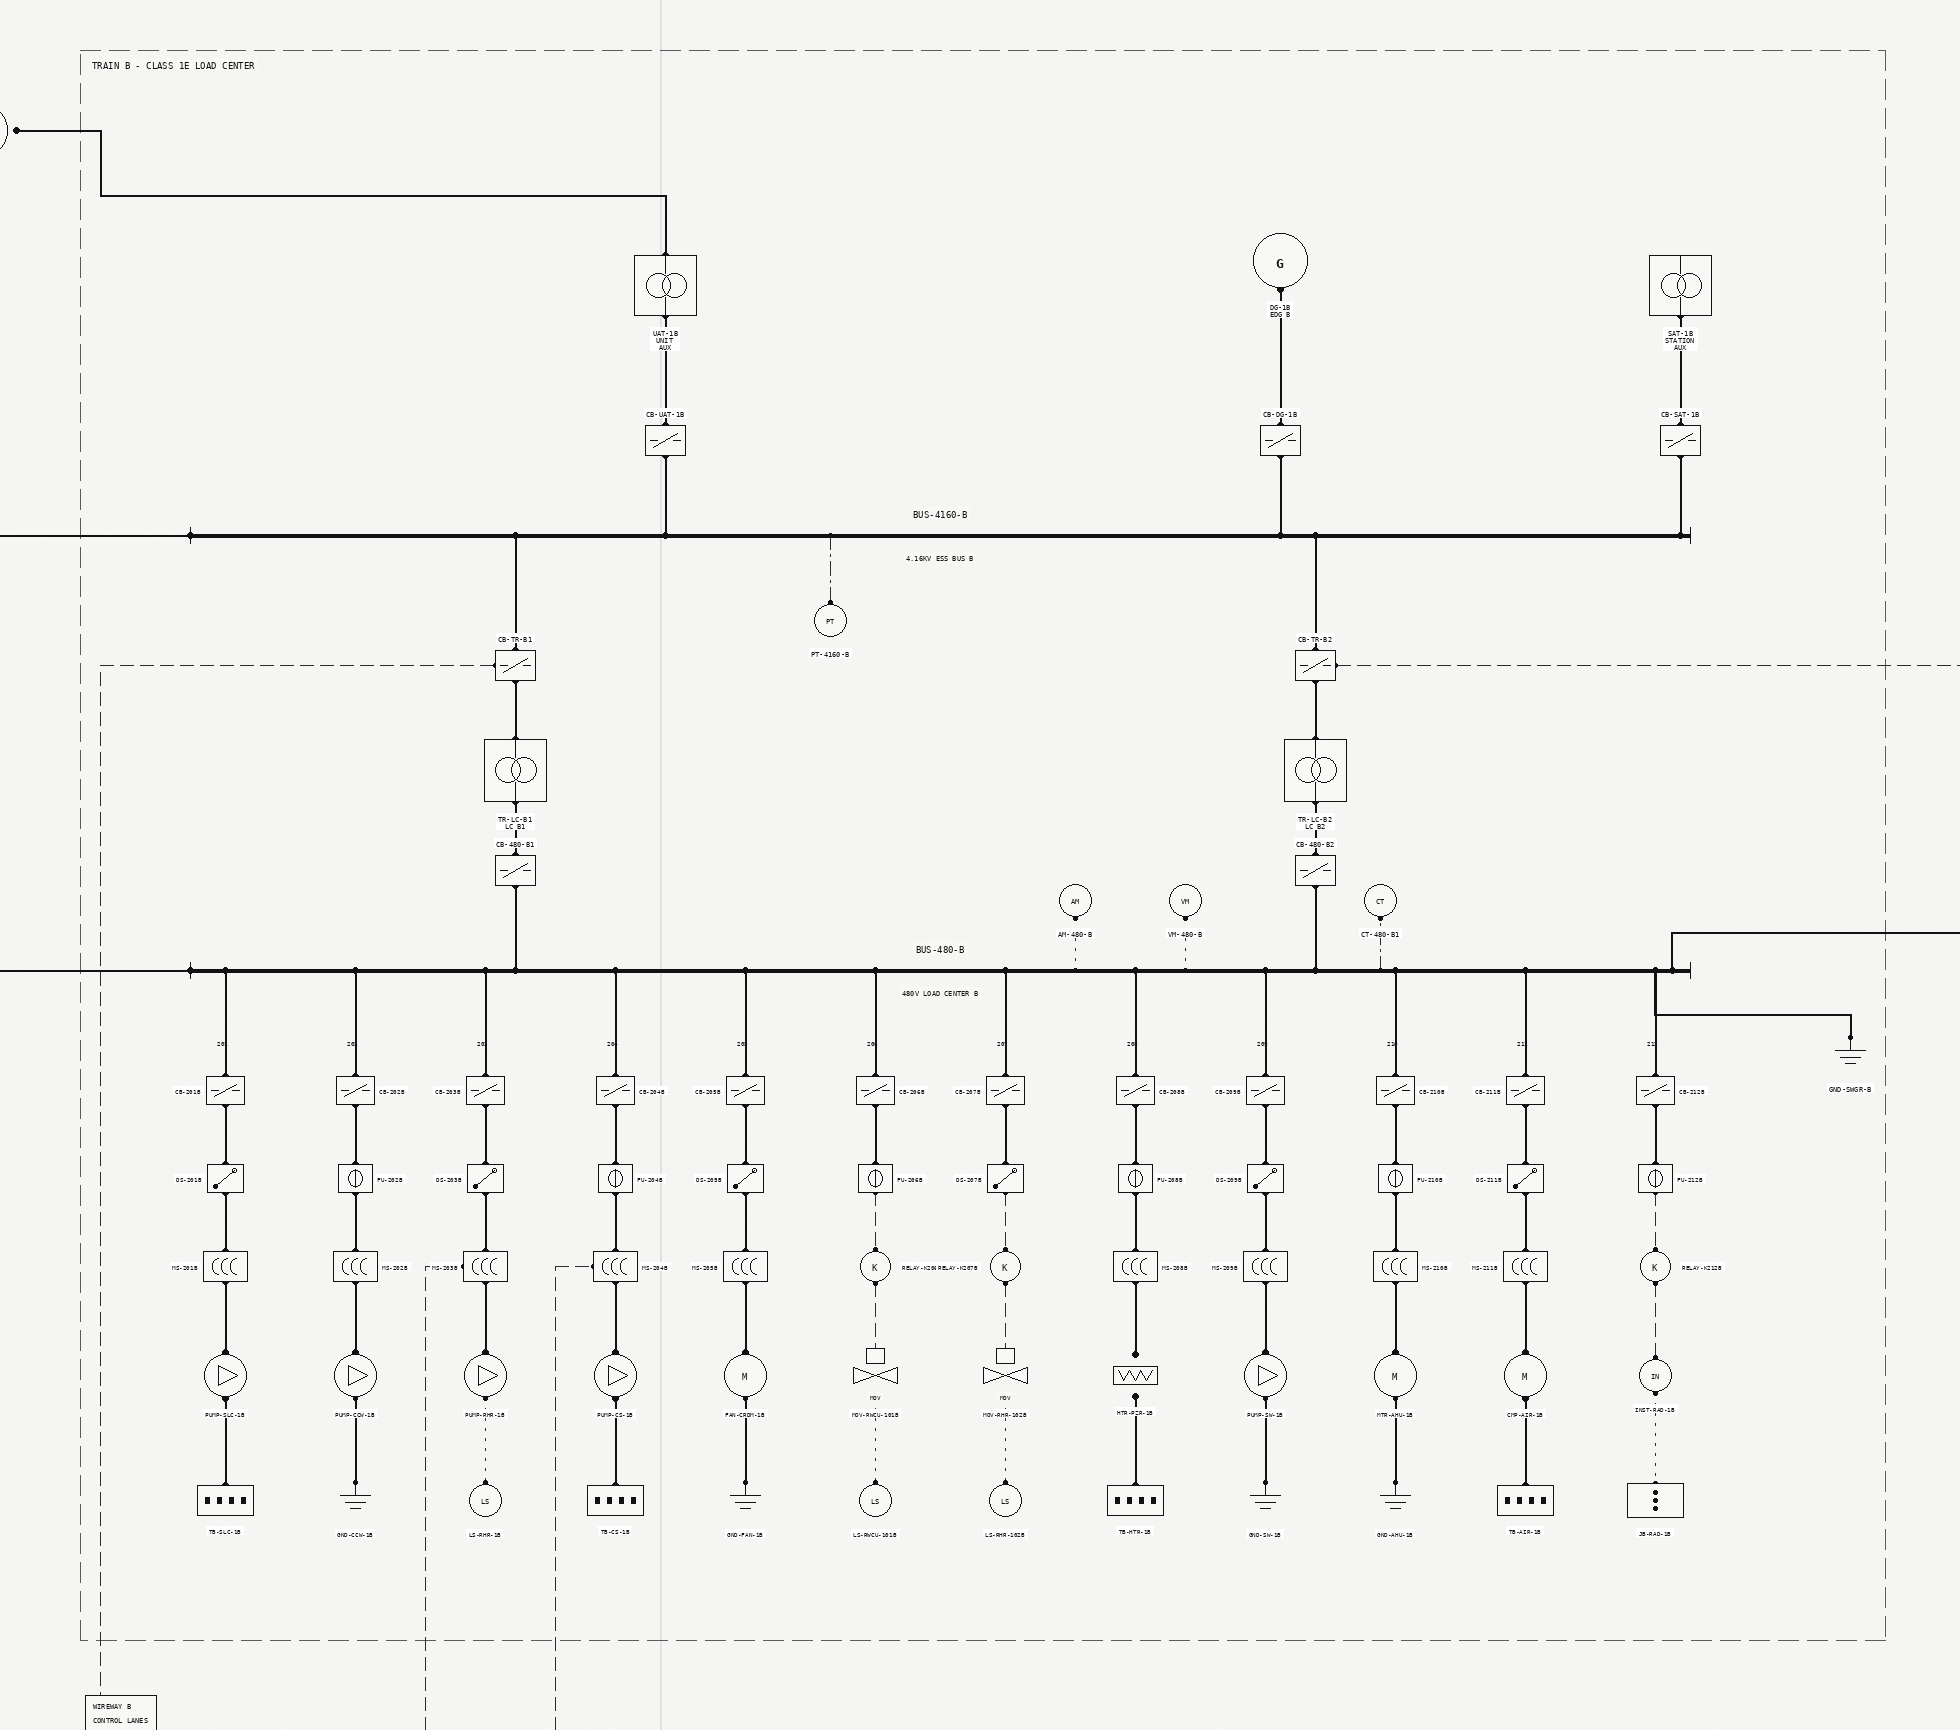 TRAIN B - CLASS 1E LOAD CENTER
G
DG-1B
EDG B
UAT-1B
UNIT
AUX
SAT-1B
STATION
AUX
CB-UAT-1B
CB-DG-1B
CB-SAT-1B
BUS-4160-B
4.16KV ESS BUS B
PT
PT-4160-B
CB-TR-B1
CB-TR-B2
TR-LC-B1
LC B1
TR-LC-B2
LC B2
CB-480-B1
CB-480-B2
AM
VM
CT
AM-480-B
VM-480-B
CT-480-B1
BUS-480-B
480V LOAD CENTER B
CB-201B
CB-202B
CB-203B
CB-204B
CB-205B
CB-206B
CB-207B
CB-208B
CB-209B
CB-210B
CB-211B
CB-212B
GND-SWGR-B
DS-201B
FU-202B
DS-203B
FU-204B
DS-205B
FU-206B
DS-207B
FU-208B
DS-209B
FU-210B
DS-211B
FU-212B
MS-201B
MS-202B
MS-203B
MS-204B
MS-205B
K
RELAY-K207B
K
MS-208B
MS-209B
MS-210B
MS-211B
K
RELAY-K212B
M
M
M
IN
MOV
MOV
PUMP-SLC-1B
PUMP-CCW-1B
PUMP-RHR-1B
PUMP-CS-1B
FAN-CRDM-1B
MOV-RWCU-101B
MOV-RHR-102B
HTR-PZR-1B
PUMP-SW-1B
MTR-AHU-1B
CMP-AIR-1B
INST-RAD-1B
LS
LS
LS
TB-SLC-1B
GND-CCW-1B
LS-RHR-1B
TB-CS-1B
GND-FAN-1B
LS-RWCU-101B
LS-RHR-102B
TB-HTR-1B
GND-SW-1B
GND-AHU-1B
TB-AIR-1B
JB-RAD-1B
WIREWAY B
CONTROL LANES